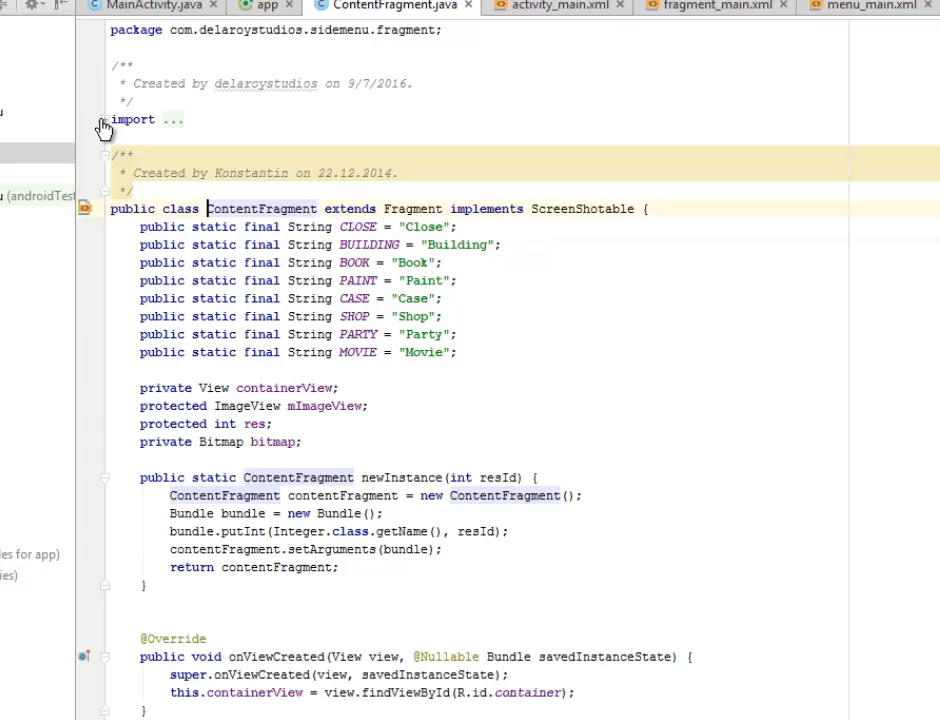 MainActivity.java × app × ContentFragment.java × activity_main.xml × fragment_main.xml × menu_main.xml ×
package com.delaroystudios.sidemenu.fragment;
/**
* Created by delaroystudios on 9/7/2016.
*/
import ...
/**
* Created by Konstantin on 22.12.2014.
(androidTest
*/
public class ContentFragment extends Fragment implements ScreenShotable {
public static final String CLOSE = "Close";
public static final String BUILDING = "Building";
public static final String BOOK = "Book";
public static final String PAINT = "Paint";
public static final String CASE = "Case";
public static final String SHOP = "Shop";
public static final String PARTY = "Party";
public static final String MOVIE = "Movie";
private View containerView;
protected ImageView mImageView;
protected int res;
private Bitmap bitmap;
public static ContentFragment newInstance(int resId) {
ContentFragment contentFragment = new ContentFragment();
Bundle bundle = new Bundle();
bundle.putInt(Integer.class.getName(), resId);
contentFragment.setArguments(bundle);
les for app)
return contentFragment;
ies)
}
@Override
public void onViewCreated(View view, @Nullable Bundle savedInstanceState) {
super.onViewCreated(view, savedInstanceState);
this.containerView = view.findViewById(R.id.container);
}